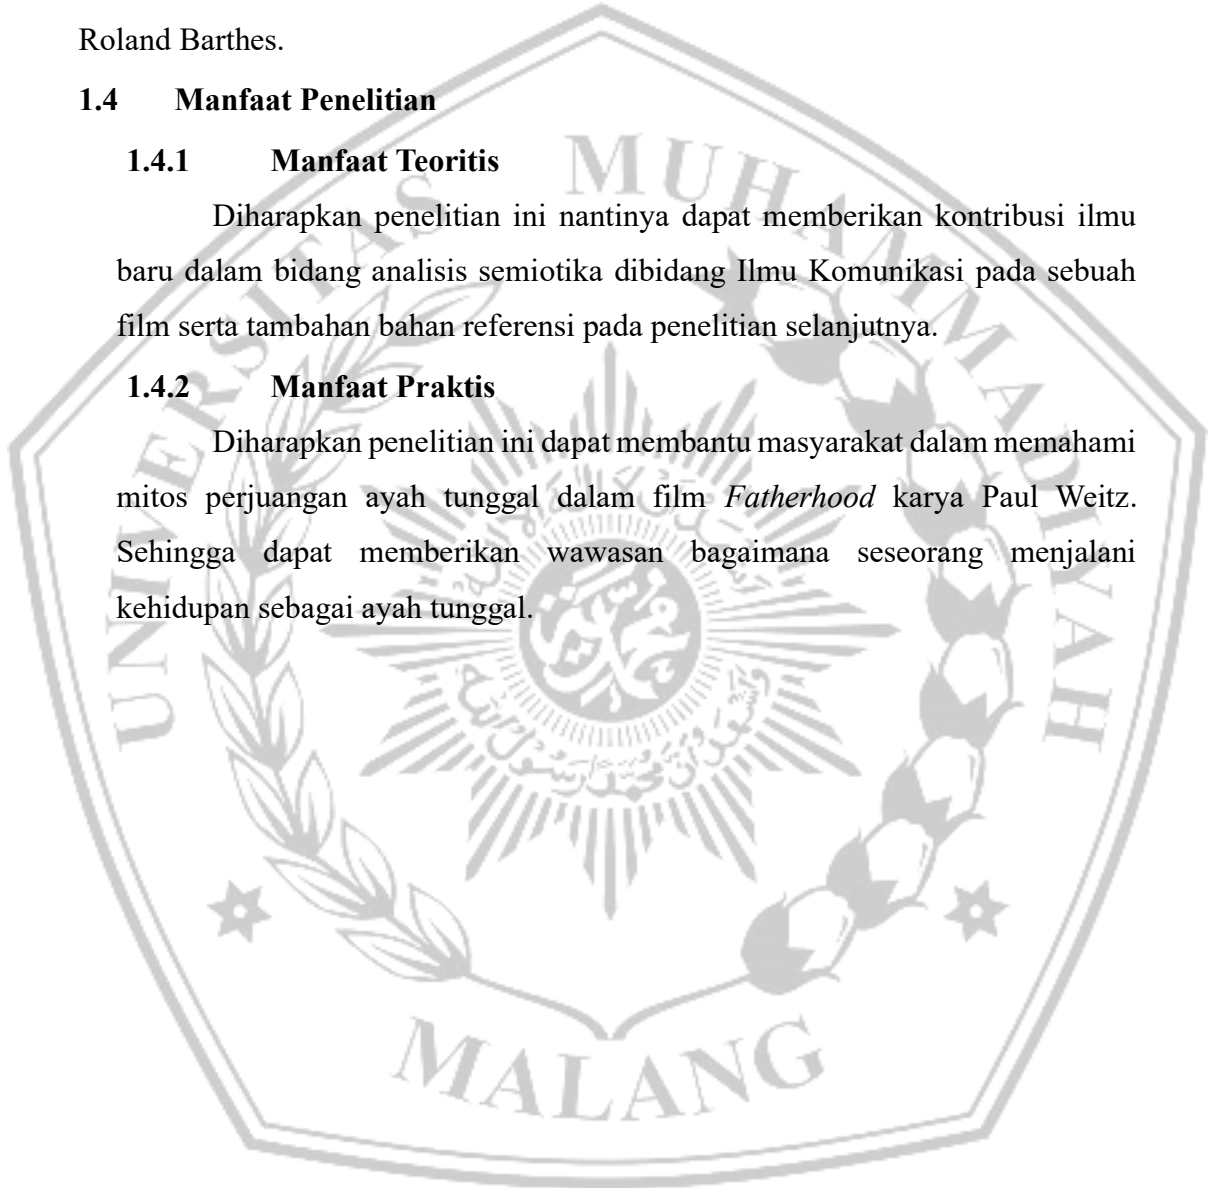 Roland Barthes.
1.4 Manfaat Penelitian
1.4.1 Manfaat Teoritis
Diharapkan penelitian ini nantinya dapat memberikan kontribusi ilmu
baru dalam bidang analisis semiotika dibidang Ilmu Komunikasi pada sebuah
film serta tambahan bahan referensi pada penelitian selanjutnya.
1.4.2 Manfaat Praktis
Diharapkan penelitian ini dapat membantu masyarakat dalam memahami
mitos perjuangan ayah tunggal dalam film Fatherhood karya Paul Weitz.
Sehingga dapat memberikan wawasan bagaimana seseorang menjalani
kehidupan sebagai ayah tunggal.
UNIVERSITAS MUHAMMADIYAH
MALANG